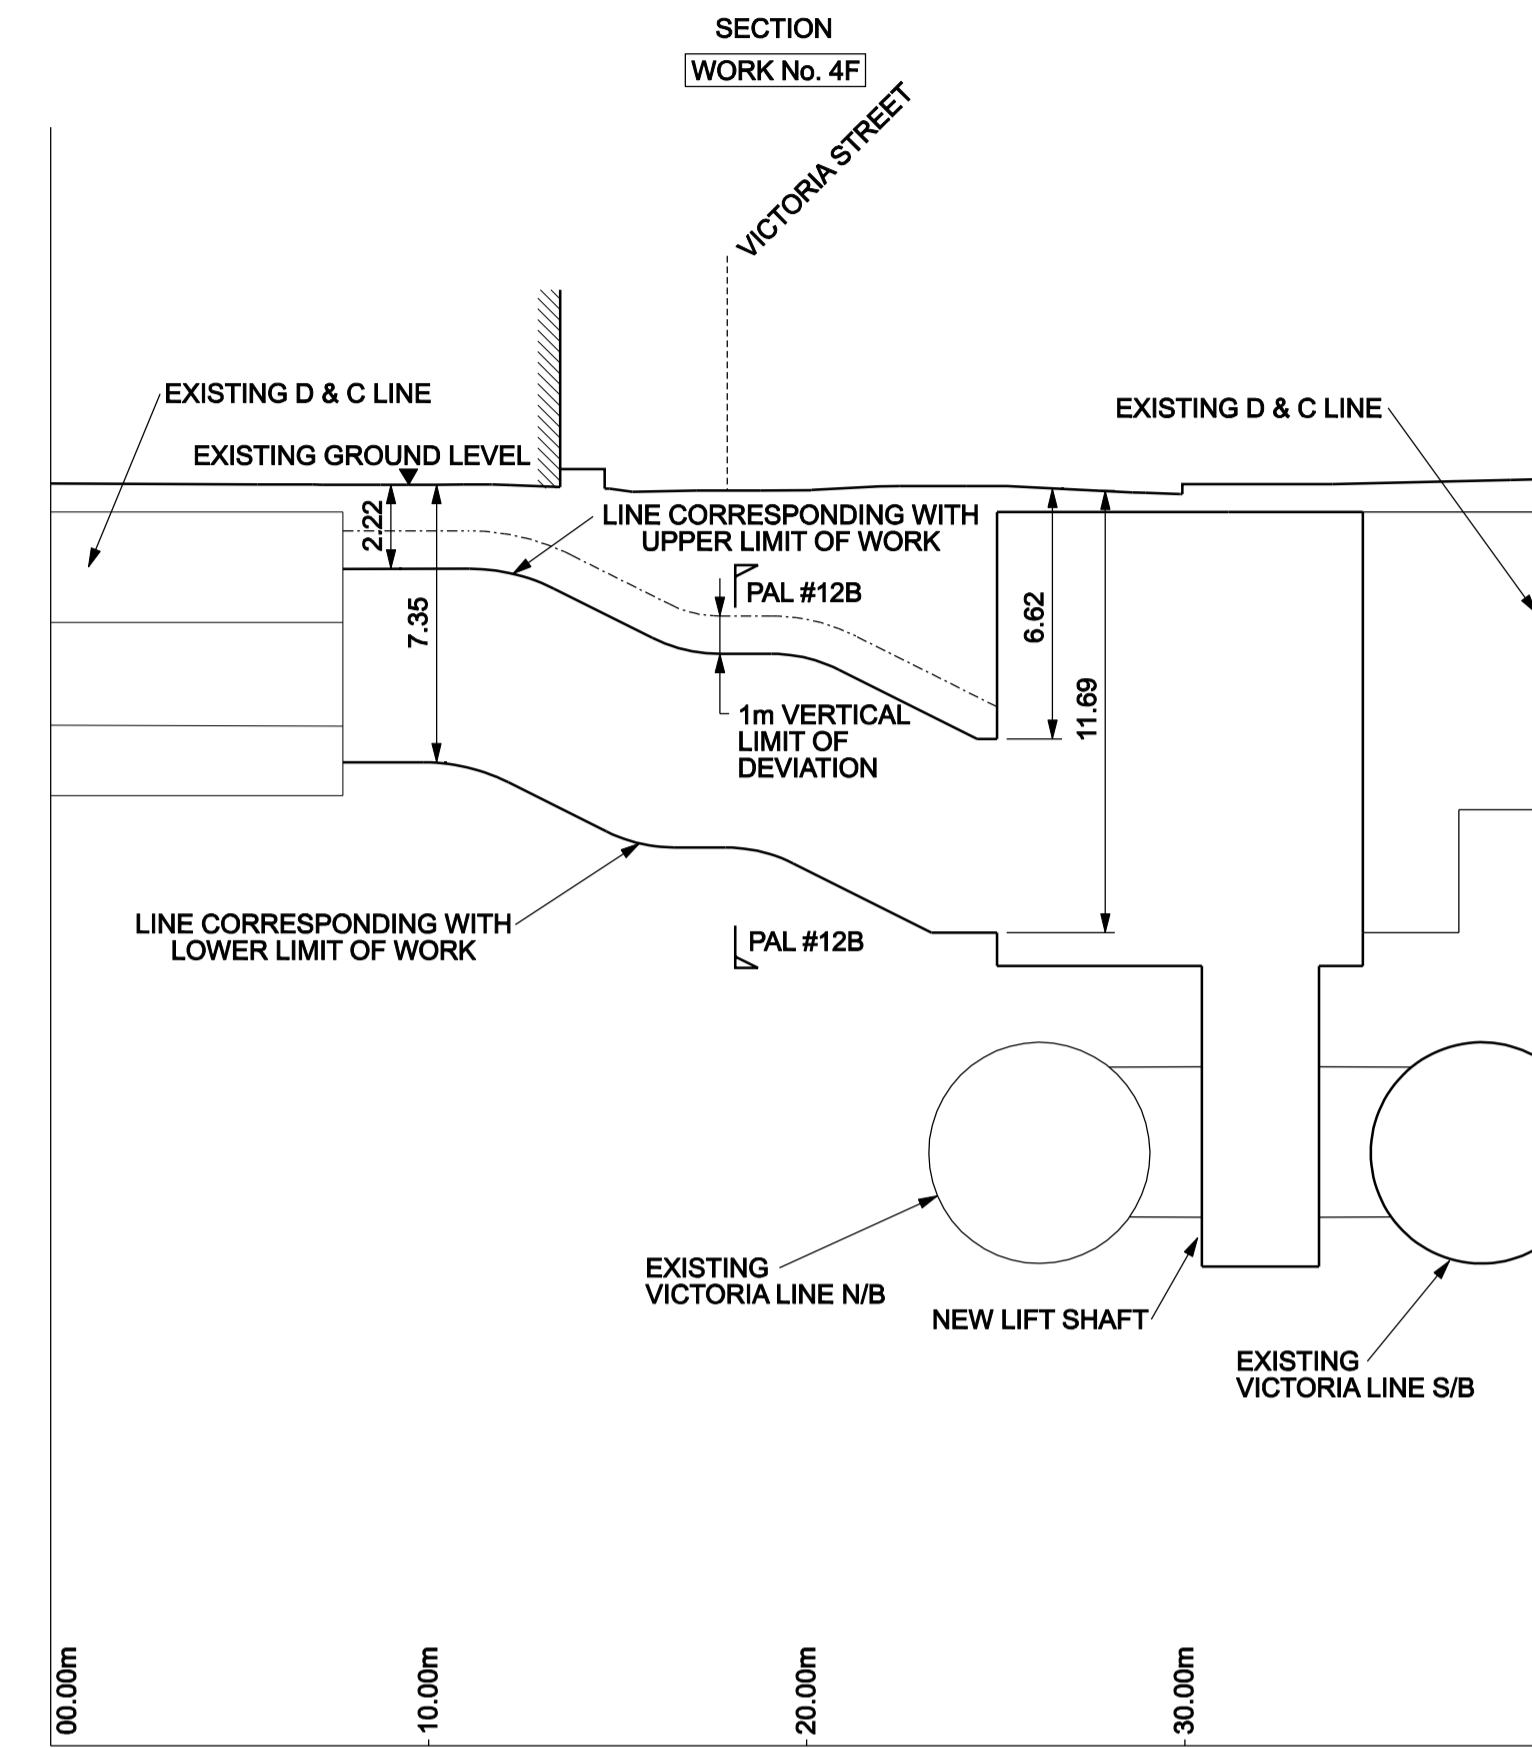 SECTION
WORK No. 4F
VICTORIA STREET
EXISTING D & C LINE
EXISTING D & C LINE
EXISTING GROUND LEVEL
2.22
LINE CORRESPONDING WITH
UPPER LIMIT OF WORK
PAL #12B
7.35
6.62
11.69
1m VERTICAL
LIMIT OF
DEVIATION
LINE CORRESPONDING WITH
LOWER LIMIT OF WORK
PAL #12B
EXISTING
VICTORIA LINE N/B
NEW LIFT SHAFT
EXISTING
VICTORIA LINE S/B
00.00m
10.00m
20.00m
30.00m